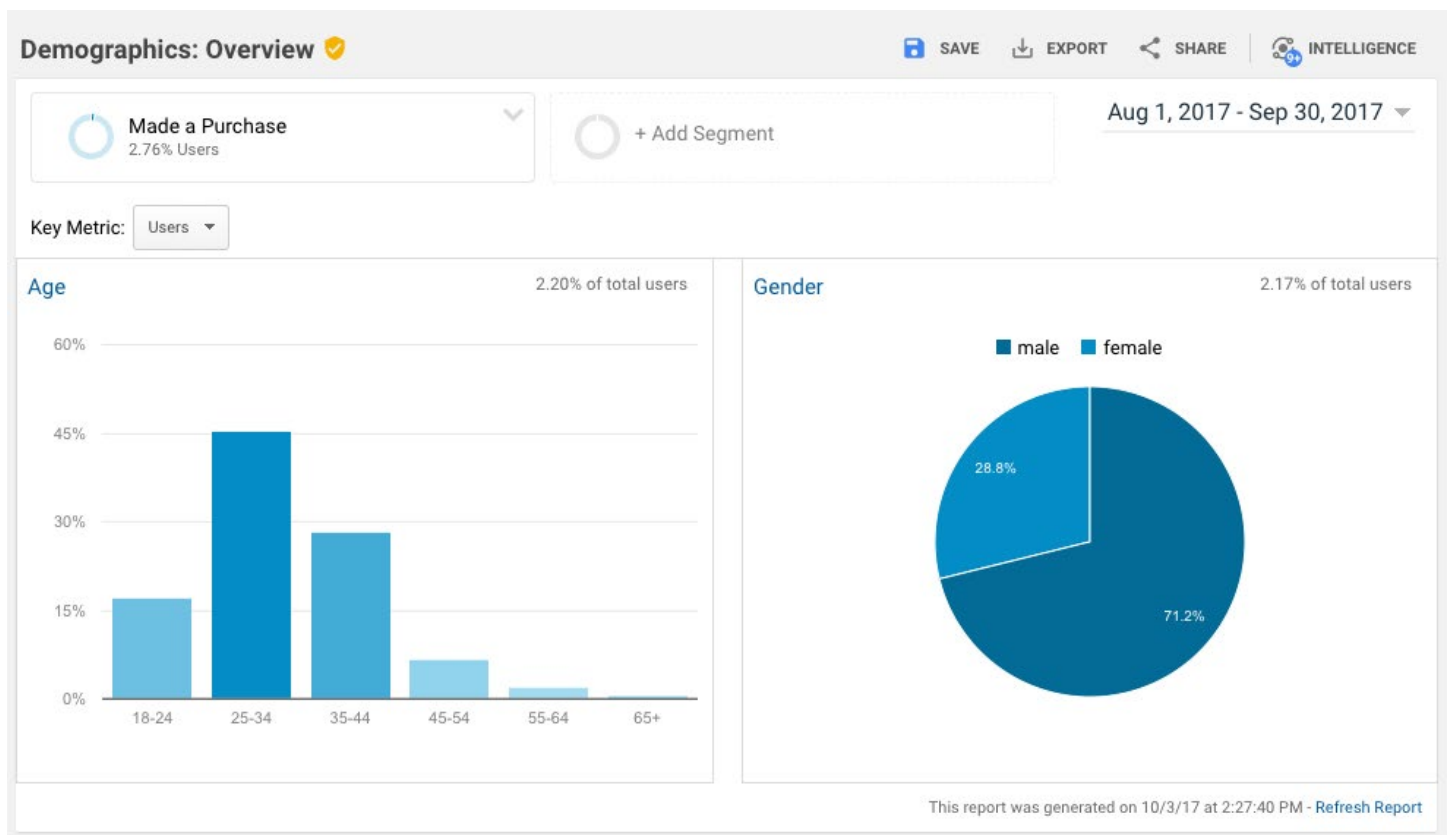 Demographics: Overview
SAVE
EXPORT
SHARE
9+
INTELLIGENCE
Made a Purchase
2.76% Users
+ Add Segment
Aug 1, 2017 - Sep 30, 2017
Key Metric: Users
Age
2.20% of total users
60%
45%
30%
15%
0%
18-24
25-34
35-44
45-54
55-64
65+
Gender
2.17% of total users
male
female
28.8%
71.2%
This report was generated on 10/3/17 at 2:27:40 PM - Refresh Report